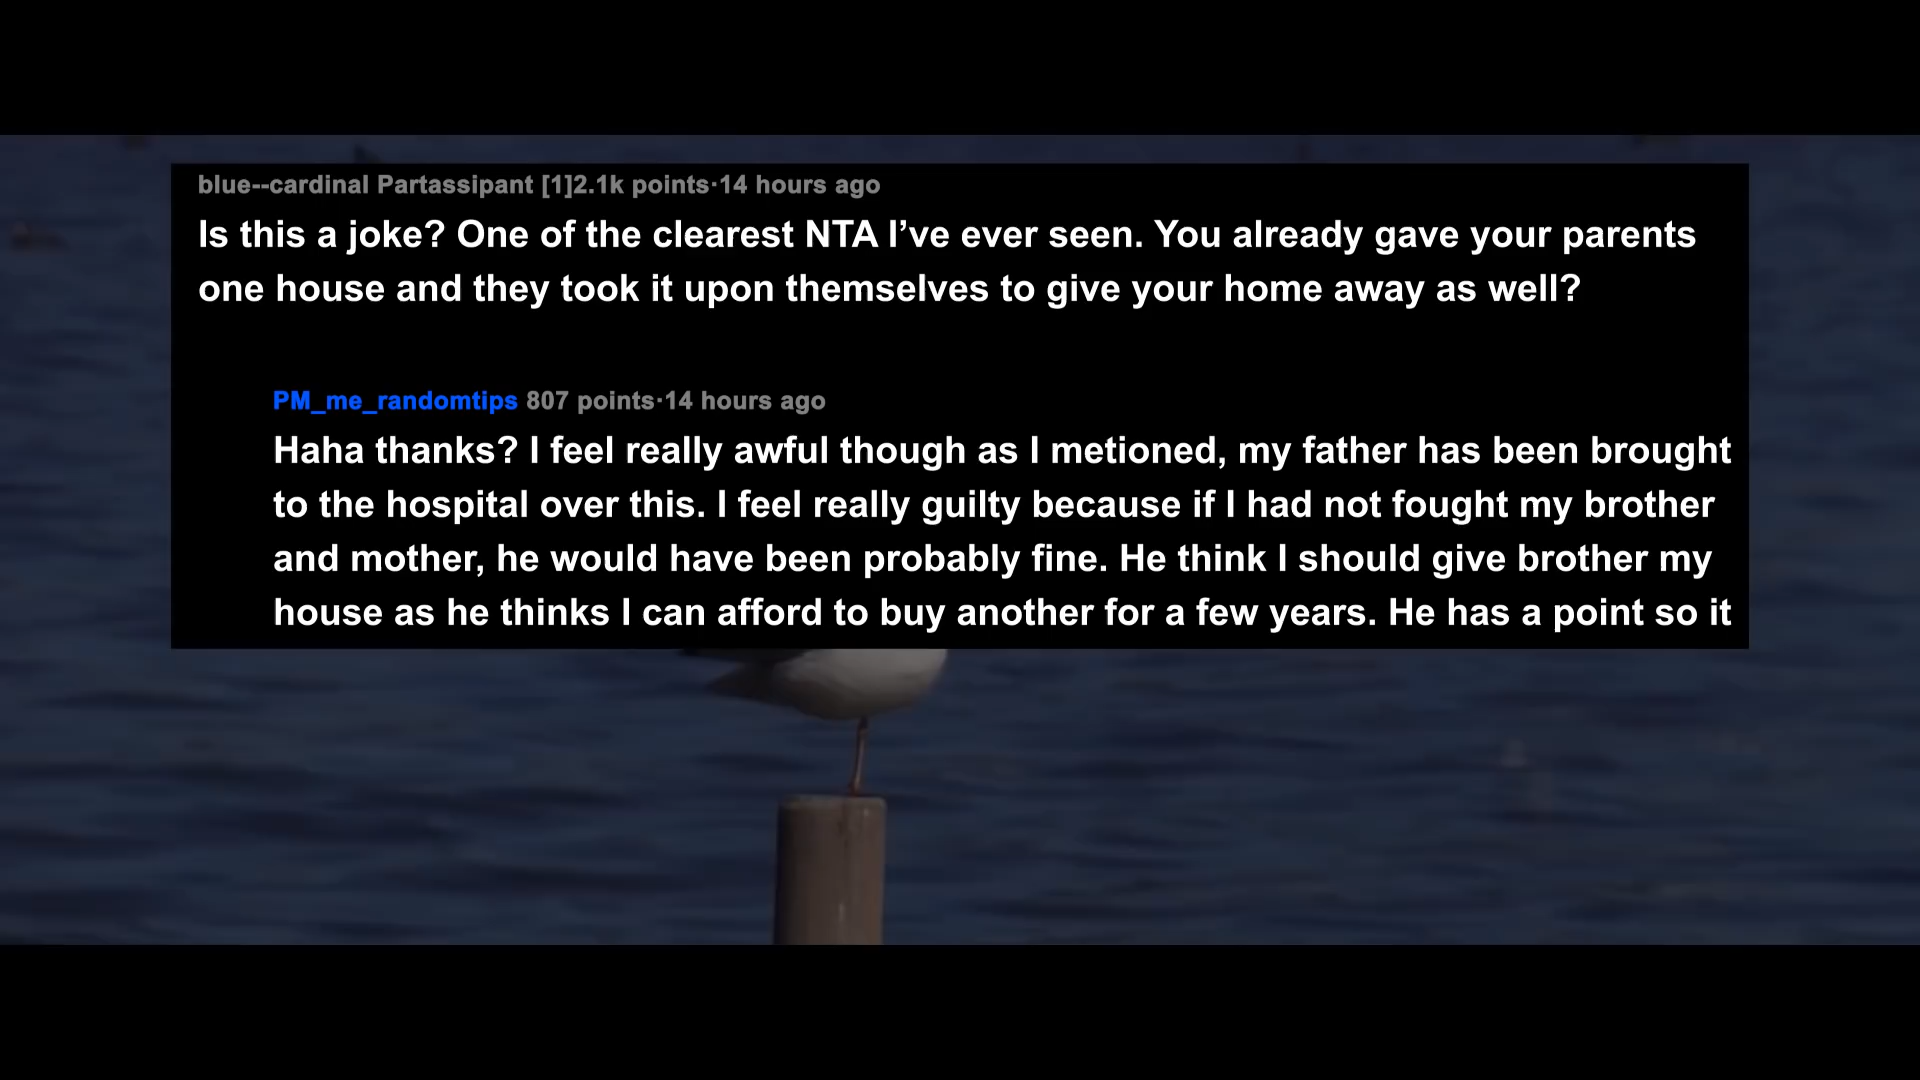 blue--cardinal Partassipant [1]2.1k points·14 hours ago
Is this a joke? One of the clearest NTA I’ve ever seen. You already gave your parents
one house and they took it upon themselves to give your home away as well?
PM_me_randomtips 807 points·14 hours ago
Haha thanks? I feel really awful though as I metioned, my father has been brought
to the hospital over this. I feel really guilty because if I had not fought my brother
and mother, he would have been probably fine. He think I should give brother my
house as he thinks I can afford to buy another for a few years. He has a point so it